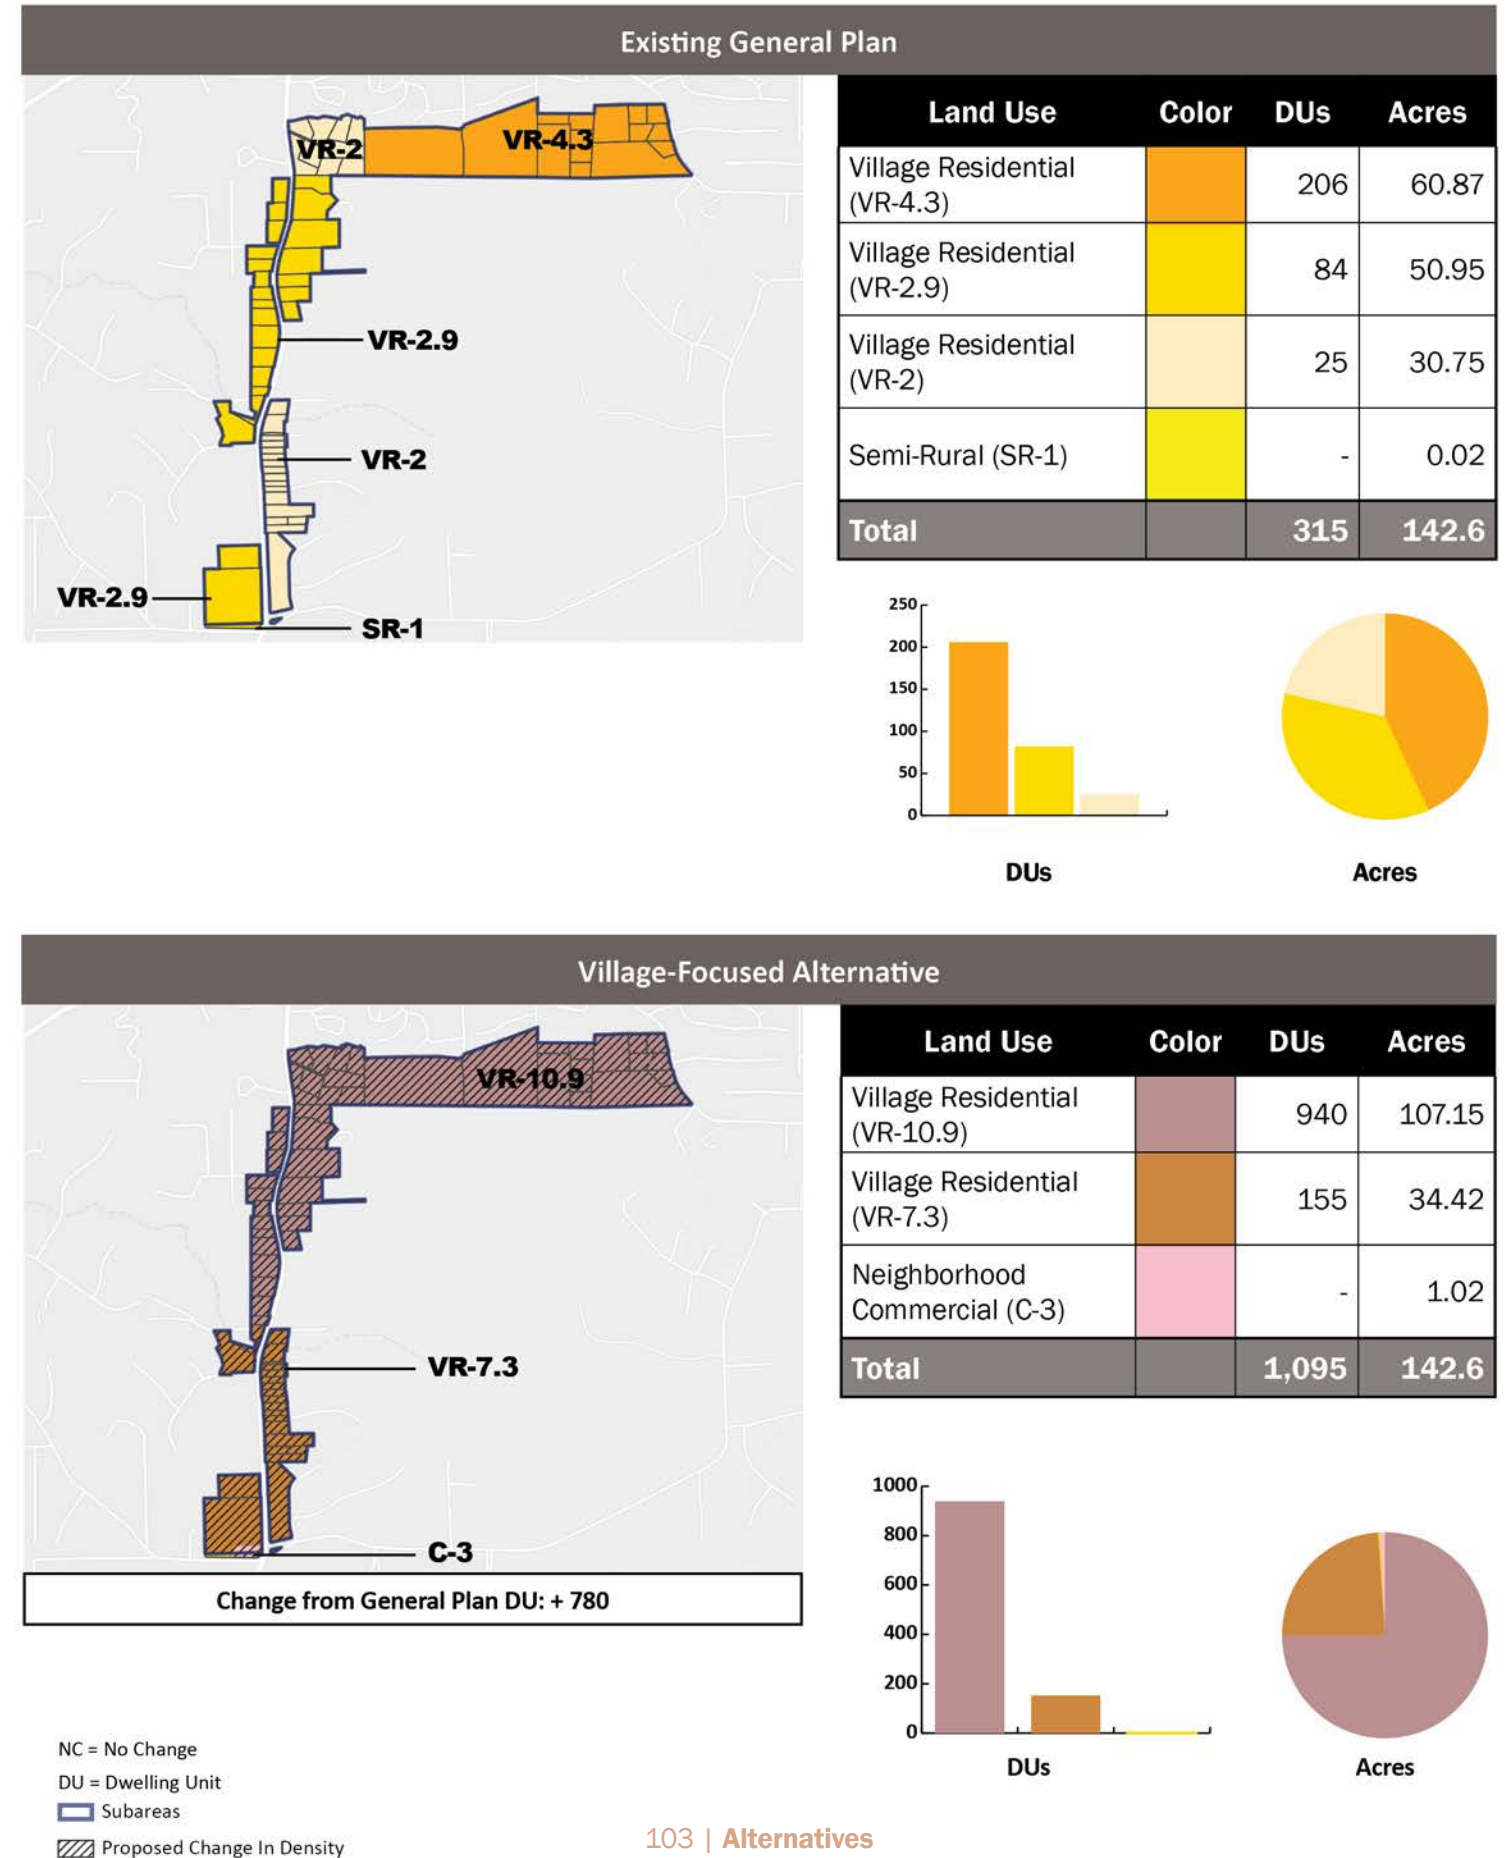 Existing General Plan
VR-2
VR-4.3
VR-2.9
VR-2
VR-2.9
SR-1
Land Use Color DUs Acres
Village Residential
(VR-4.3) 206 60.87
Village Residential
(VR-2.9) 84 50.95
Village Residential
(VR-2) 25 30.75
Semi-Rural (SR-1) - 0.02
Total 315 142.6
250
200
150
100
50
0
DUs
Acres
Village-Focused Alternative
VR-10.9
VR-7.3
C-3
Change from General Plan DU: + 780
Land Use Color DUs Acres
Village Residential
(VR-10.9) 940 107.15
Village Residential
(VR-7.3) 155 34.42
Neighborhood
Commercial (C-3) - 1.02
Total 1,095 142.6
1000
800
600
400
200
0
DUs
Acres
NC = No Change
DU = Dwelling Unit
Subareas
Proposed Change In Density
103 | Alternatives